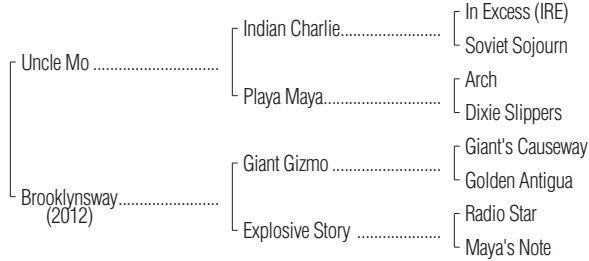 In Excess (IRE)
Indian Charlie
Soviet Sojourn
Uncle Mo
Arch
Playa Maya
Dixie Slippers
Giant's Causeway
Giant Gizmo
Golden Antigua
Brooklynsway
(2012)
Radio Star
Explosive Story
Maya's Note